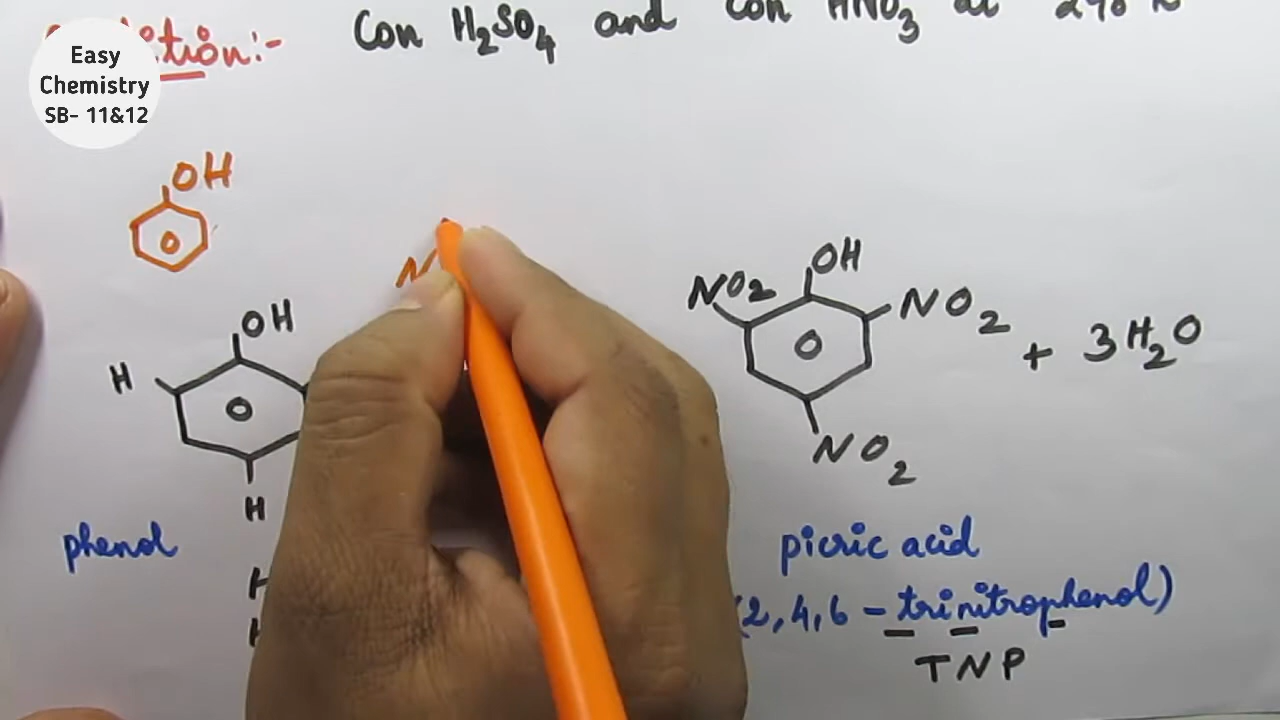 Con H₂SO₄ and Con HNO₃ at 298 K
Easy
Chemistry
SB- 11&12
OH
N
OH
H
H
phenol
H
H
OH
NO₂
NO₂
NO₂
+ 3H₂O
picric acid
(2,4,6 - trinitrophenol)
TNP